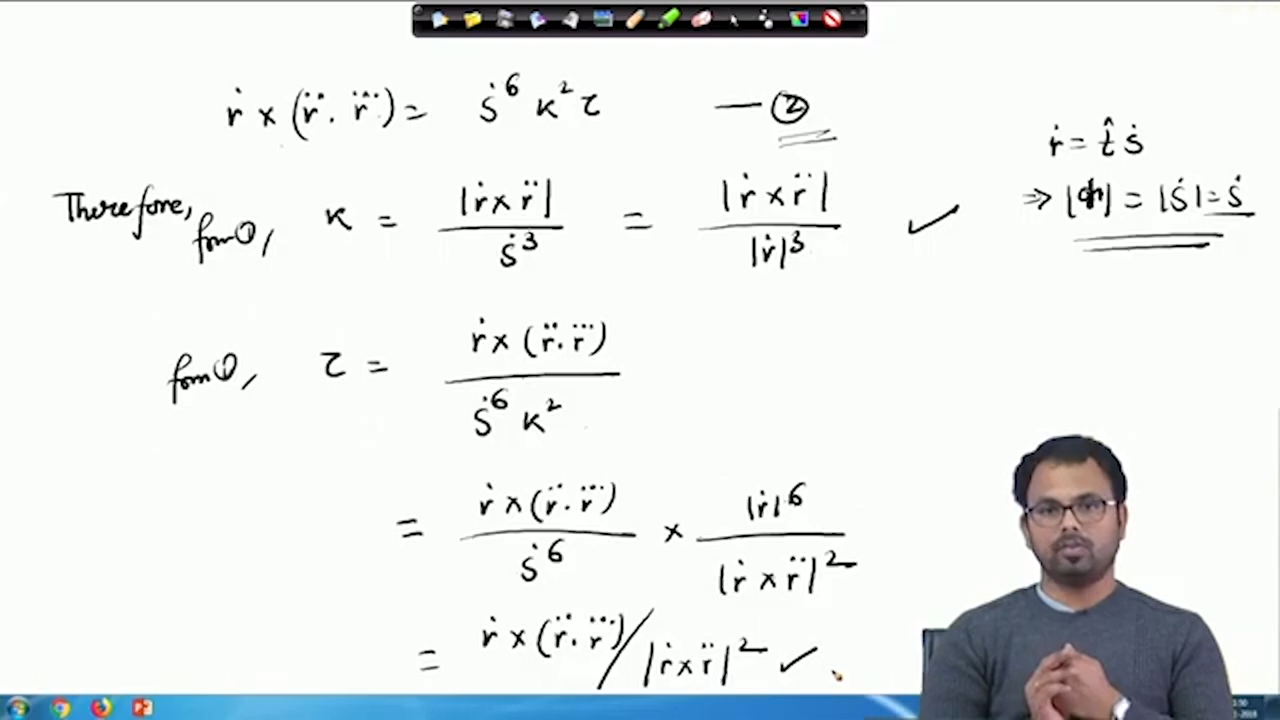 ṙ × (r̈ . r⃛) = ṡ⁶ κ² τ — ②
ṙ = t̂ ṡ
⇒ |ṙ| = |ṡ| = ṡ
Therefore, from ①, κ = |ṙ × r̈| / ṡ³ = |ṙ × r̈| / |ṙ|³ ✓
from ①, τ = ṙ × (r̈ . r⃛) / ṡ⁶ κ²
= ṙ × (r̈ . r⃛) / ṡ⁶ × |ṙ|⁶ / |ṙ × r̈|²
= ṙ × (r̈ . r⃛) / |ṙ × r̈|² ✓